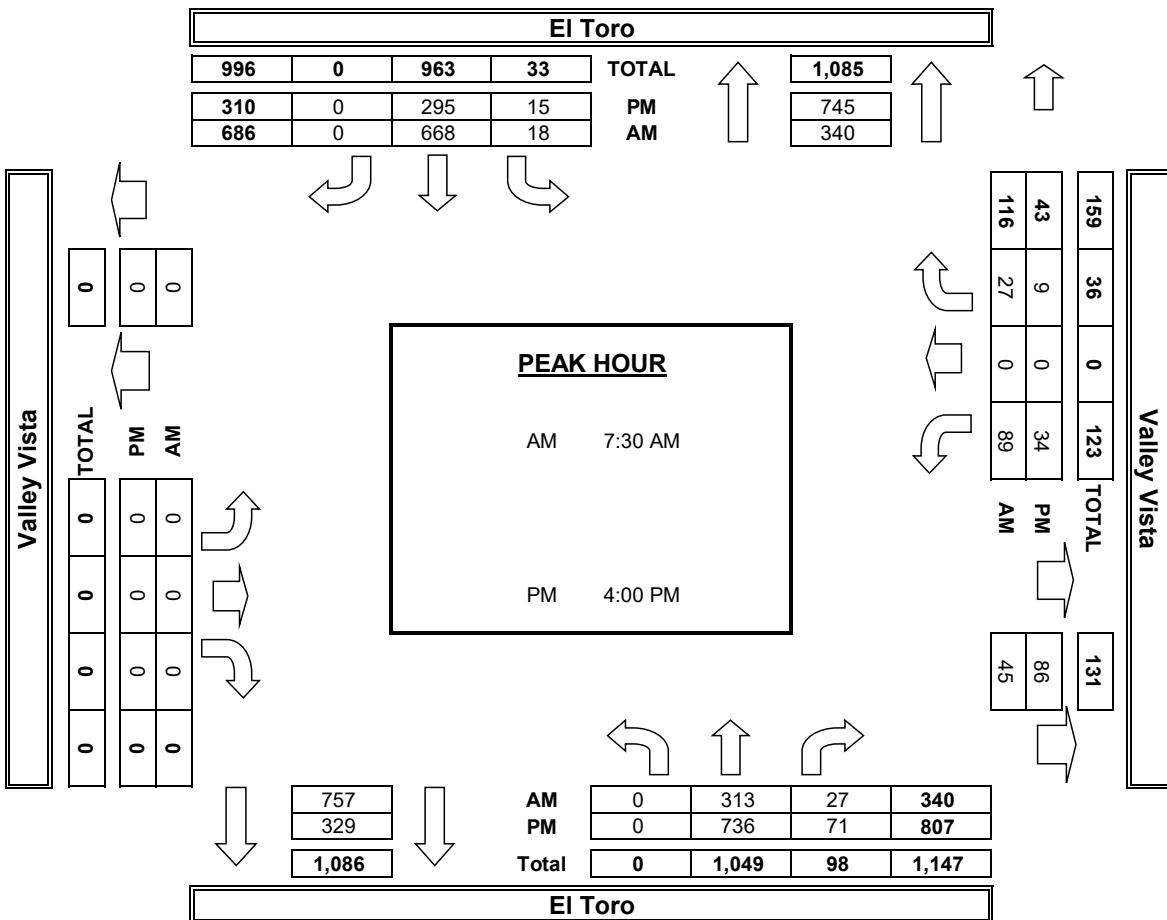 El Toro
996 0 963 33 TOTAL 1,085
310 0 295 15 PM 745
686 0 668 18 AM 340
Valley Vista
0 0 0
TOTAL PM AM
0 0 0
0 0 0
0 0 0
0 0 0
PEAK HOUR
AM 7:30 AM
PM 4:00 PM
116 43 159
27 9 36
0 0 0
89 34 123
AM PM TOTAL
45 86 131
Valley Vista
757 AM 0 313 27 340
329 PM 0 736 71 807
1,086 Total 0 1,049 98 1,147
El Toro